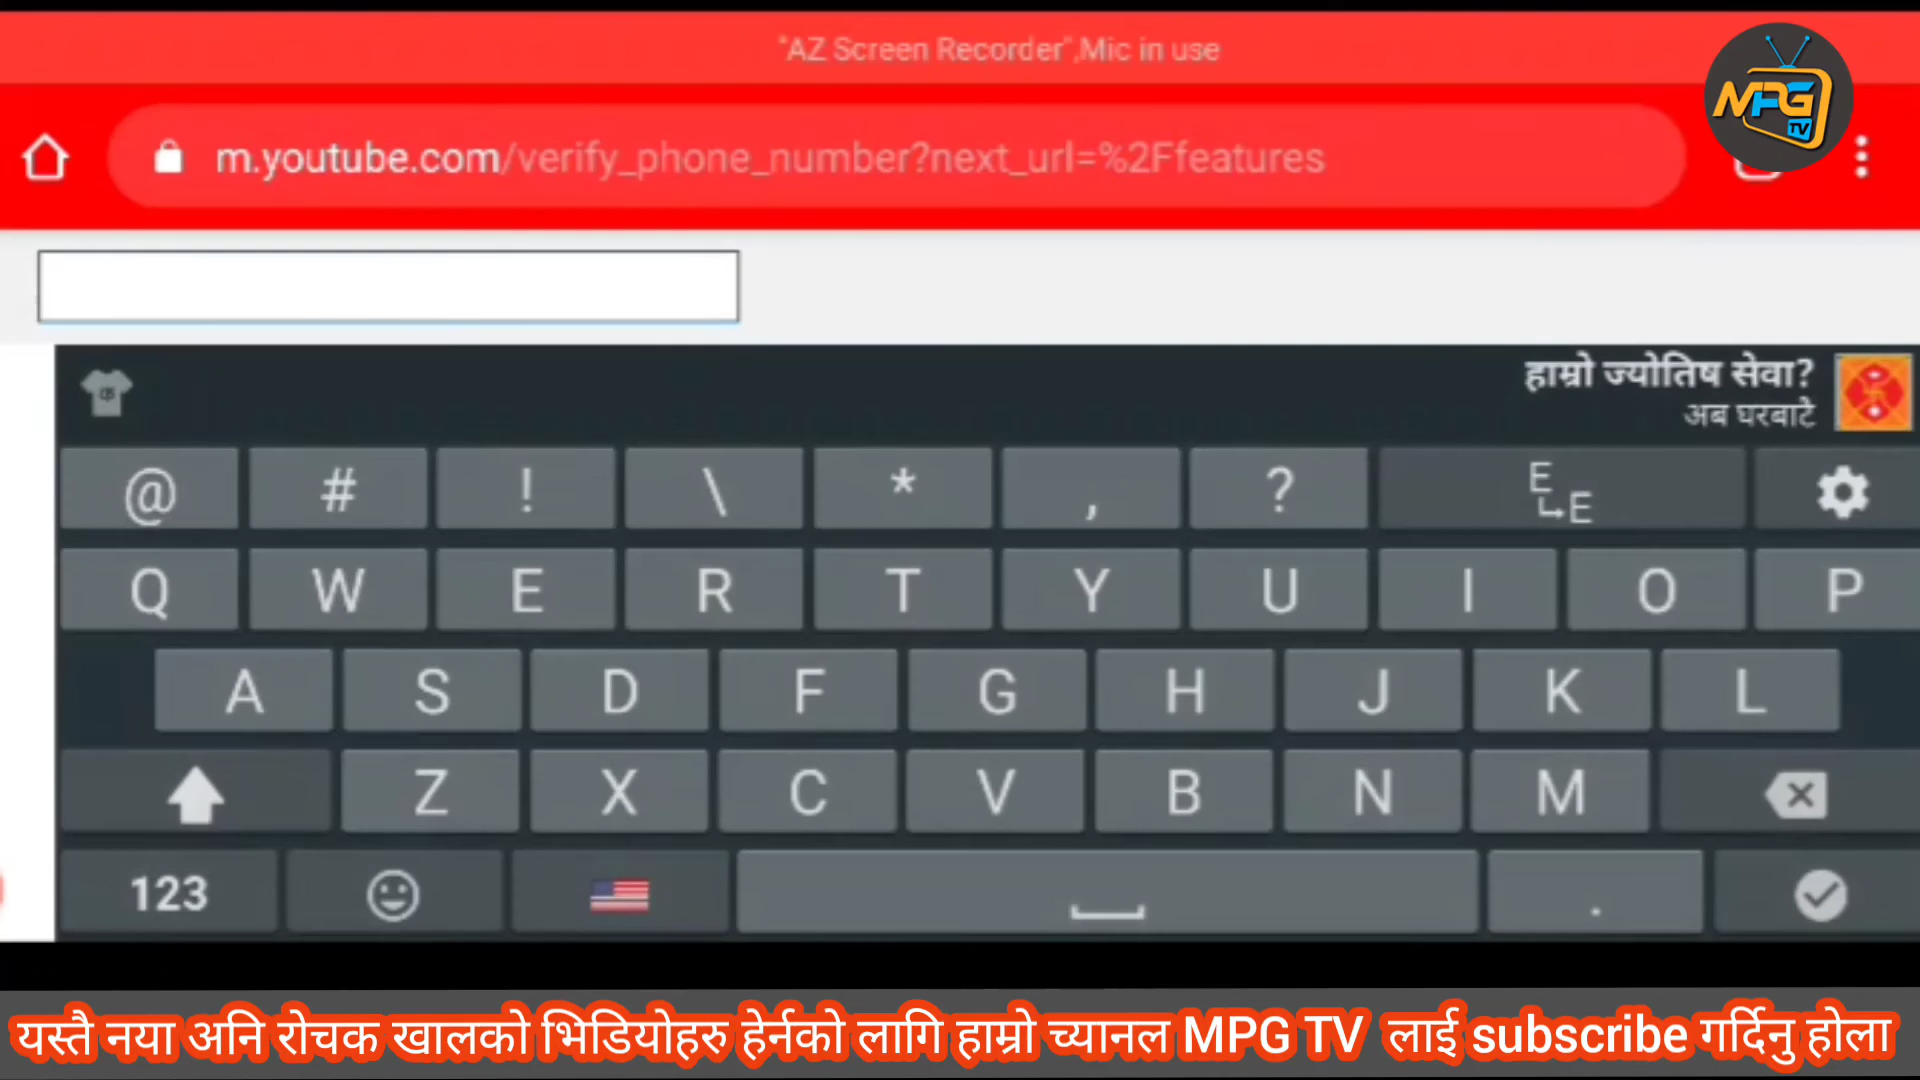 "AZ Screen Recorder",Mic in use
MPG
TV
m.youtube.com/verify_phone_number?next_url=%2Ffeatures
हाम्रो ज्योतिष सेवा?
अब घरबाटै
क
@ # ! \ * , ? E E
Q W E R T Y U I O P
A S D F G H J K L
Z X C V B N M
123 .
यस्तै नया अनि रोचक खालको भिडियोहरु हेर्नको लागि हाम्रो च्यानल MPG TV लाई subscribe गर्दिनु होला